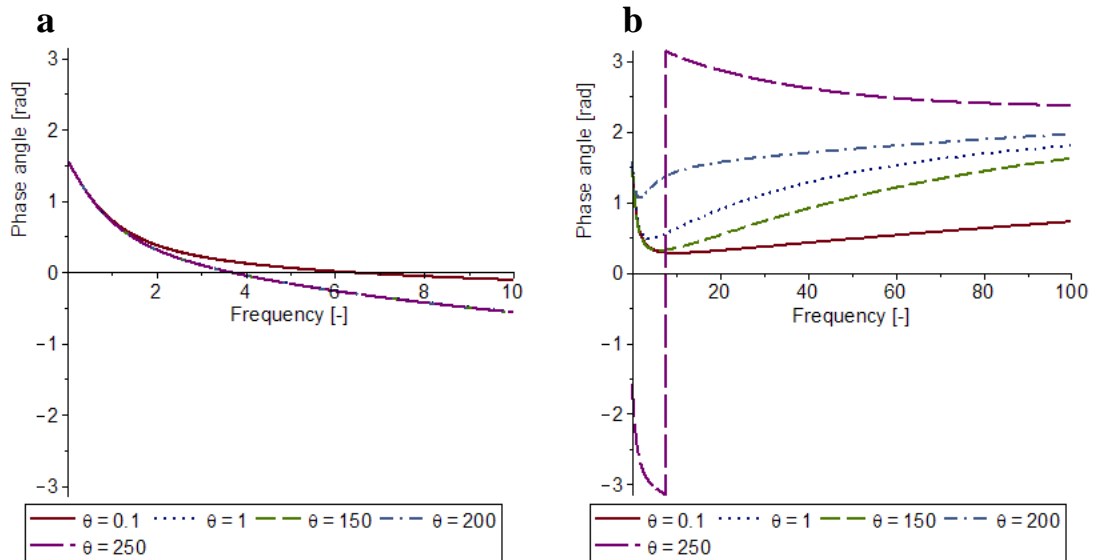 a
3
2
1
0
−1
−2
−3
2
4
6
8
10
Phase angle [rad]
Frequency [-]
θ = 0.1 θ = 1 θ = 150 θ = 200
θ = 250
b
3
2
1
0
−1
−2
−3
20
40
60
80
100
Phase angle [rad]
Frequency [-]
θ = 0.1 θ = 1 θ = 150 θ = 200
θ = 250